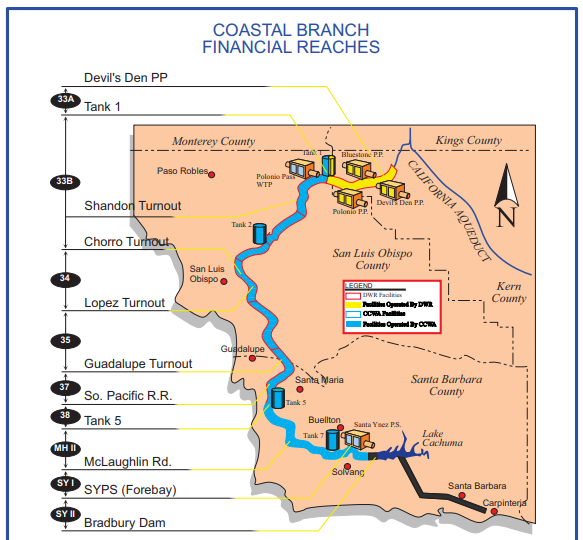 COASTAL BRANCH
FINANCIAL REACHES
Devil's Den PP
33A
Tank 1
Monterey County
Kings County
Tank 1
Bluestone P.P.
Paso Robles
Polonio Pass
WTP
33B
Devil's Den P.P.
Polonio P.P.
CALIFORNIA AQUEDUCT
N
Shandon Turnout
Tank 2
Chorro Turnout
San Luis Obispo
County
San Luis
Obispo
34
Kern
County
LEGEND
DWR Facilities
Facilities Operated By DWR
CCWA Facilities
Facilities Operated By CCWA
Lopez Turnout
35
Guadalupe
Guadalupe Turnout
37
Santa Maria
Santa Barbara
County
So. Pacific R.R.
Tank 5
38
Tank 5
Buellton
Santa Ynez P.S.
Tank 7
Lake
Cachuma
MH II
McLaughlin Rd.
Solvang
SY I
SYPS (Forebay)
Santa Barbara
Carpinteria
SY II
Bradbury Dam